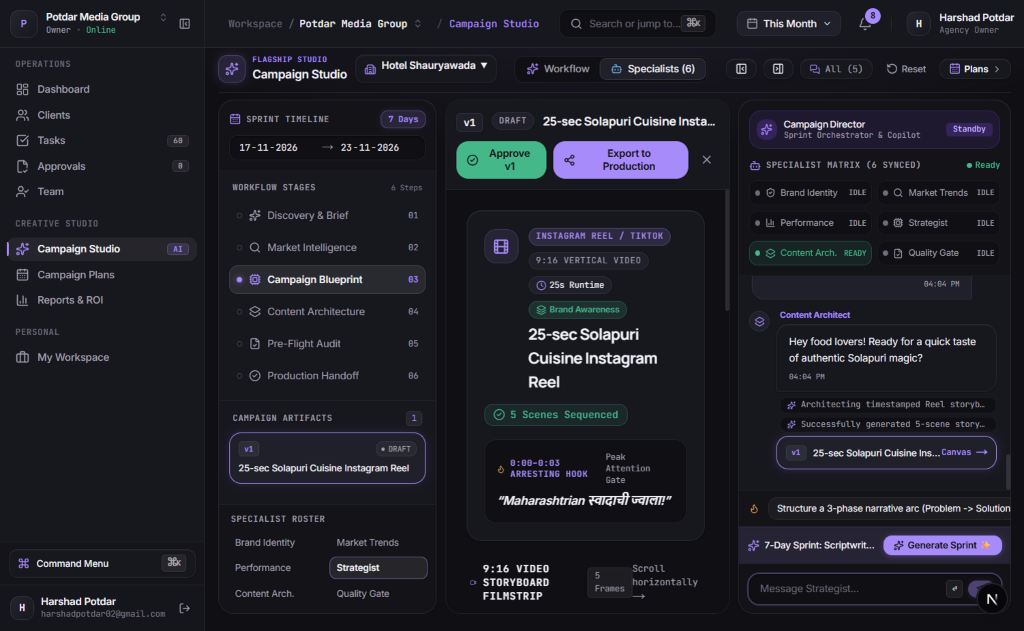 P
Potdar Media Group
Owner · Online
OPERATIONS
Dashboard
Clients
Tasks 60
Approvals 0
Team
CREATIVE STUDIO
Campaign Studio AI
Campaign Plans
Reports & ROI
PERSONAL
My Workspace
Command Menu ⌘k
H
Harshad Potdar
harshadpotdar02@gmail.com
Workspace / Potdar Media Group / Campaign Studio
Search or jump to... ⌘k
This Month
8
H
Harshad Potdar
Agency Owner
FLAGSHIP STUDIO
Campaign Studio
Hotel Shauryawada ▼
Workflow
Specialists (6)
All (5)
Reset
Plans
SPRINT TIMELINE 7 Days
17-11-2026 → 23-11-2026
WORKFLOW STAGES 6 Steps
Discovery & Brief 01
Market Intelligence 02
Campaign Blueprint 03
Content Architecture 04
Pre-Flight Audit 05
Production Handoff 06
CAMPAIGN ARTIFACTS 1
v1 DRAFT
25-sec Solapuri Cuisine Instagram Reel
SPECIALIST ROSTER
Brand Identity Market Trends
Performance Strategist
Content Arch. Quality Gate
v1 DRAFT 25-sec Solapuri Cuisine Insta...
Approve
v1
Export to
Production
INSTAGRAM REEL / TIKTOK
9:16 VERTICAL VIDEO
25s Runtime
Brand Awareness
25-sec Solapuri
Cuisine Instagram
Reel
5 Scenes Sequenced
0:00-0:03
ARRESTING HOOK
Peak
Attention
Gate
“Maharashtrian स्वादाची ज्वाला!”
9:16 VIDEO
STORYBOARD
FILMSTRIP
5
Frames
Scroll
horizontally
→
Campaign Director
Sprint Orchestrator & Copilot
Standby
SPECIALIST MATRIX (6 SYNCED) Ready
Brand Identity IDLE Market Trends IDLE
Performance IDLE Strategist IDLE
Content Arch. READY Quality Gate IDLE
04:04 PM
Content Architect
Hey food lovers! Ready for a quick taste
of authentic Solapuri magic?
04:04 PM
Architecting timestamped Reel storyb…
Successfully generated 5-scene story…
v1 25-sec Solapuri Cuisine Ins... Canvas →
Structure a 3-phase narrative arc (Problem -> Solution
7-Day Sprint: Scriptwrit... Generate Sprint ✨
Message Strategist...
N